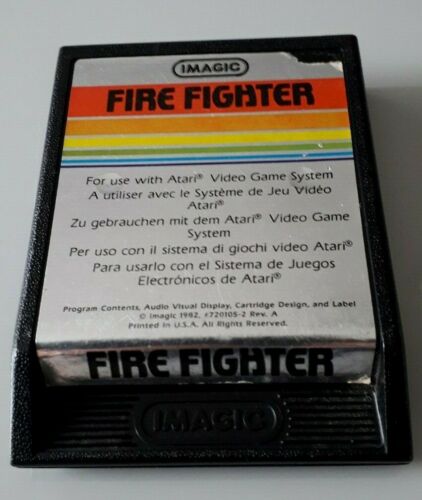 IMAGIC
FIRE FIGHTER
For use with Atari® Video Game System
A utiliser avec le Système de Jeu Vidéo
Atari®
Zu gebrauchen mit dem Atari® Video Game
System
Per uso con il sistema di giochi video Atari®
Para usarlo con el Sistema de Juegos
Electrónicos de Atari®
Program Contents, Audio Visual Display, Cartridge Design, and Label
© Imagic 1982, #720105-2 Rev. A
Printed in U.S.A. All Rights Reserved.
FIRE FIGHTER
IMAGIC